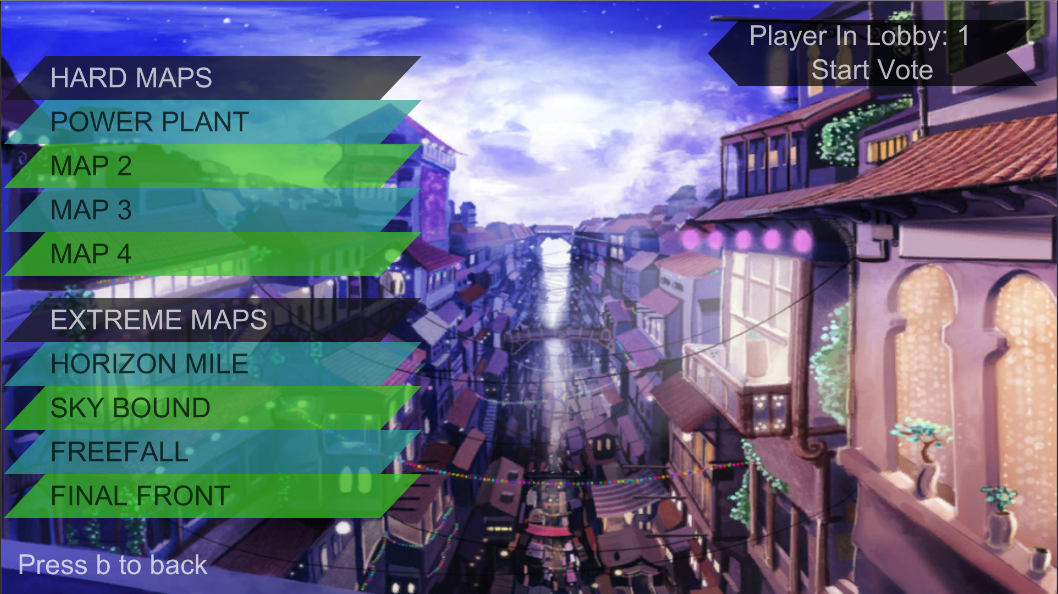 Player In Lobby: 1
Start Vote
HARD MAPS
POWER PLANT
MAP 2
MAP 3
MAP 4
EXTREME MAPS
HORIZON MILE
SKY BOUND
FREEFALL
FINAL FRONT
Press b to back